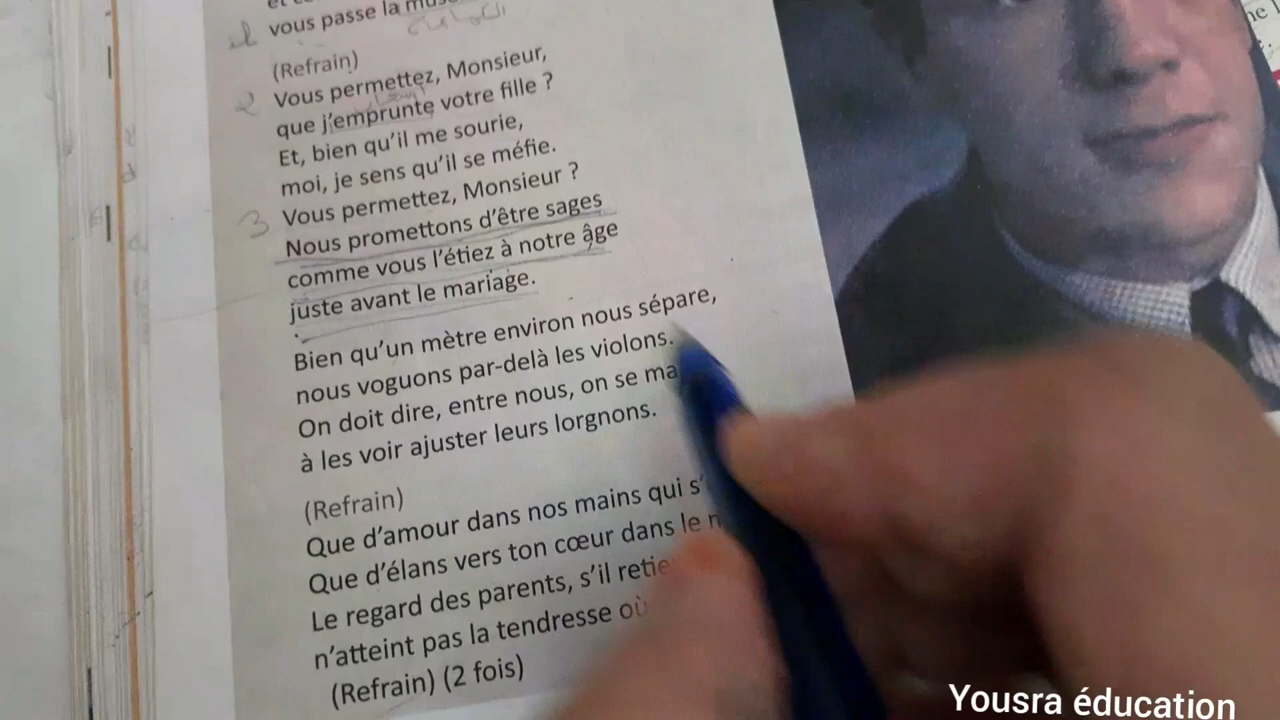 vous passe la
(Refrain)
2 Vous permettez, Monsieur,
que j'emprunte votre fille ?
Et, bien qu'il me sourie,
moi, je sens qu'il se méfie.
Vous permettez, Monsieur ?
3 Nous promettons d'être sages
comme vous l'étiez à notre âge
juste avant le mariage.
Bien qu'un mètre environ nous sépare,
nous voguons par-delà les violons.
On doit dire, entre nous, on se
à les voir ajuster leurs lorgnons.
(Refrain)
Que d'amour dans nos mains qui
Que d'élans vers ton cœur dans le
Le regard des parents, s'il
n'atteint pas la tendresse où
(Refrain) (2 fois)
Yousra éducation